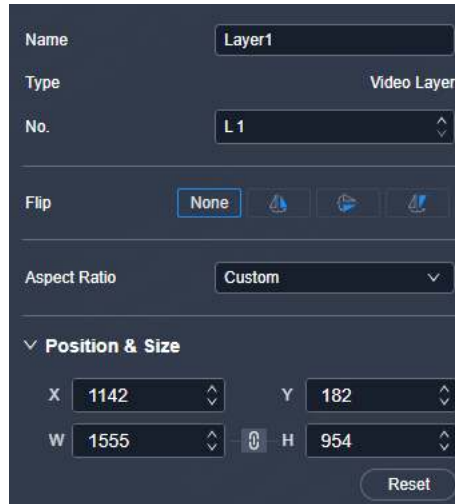 Name Layer1
Type Video Layer
No. L 1
Flip None
Aspect Ratio Custom
Position & Size
X 1142 Y 182
W 1555 H 954
Reset